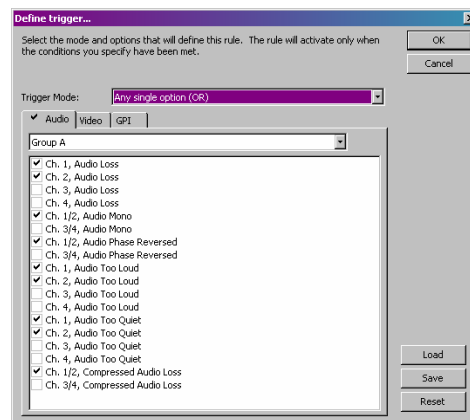 Define trigger...
Select the mode and options that will define this rule. The rule will activate only when
the conditions you specify have been met.
OK
Cancel
Trigger Mode: Any single option (OR)
Audio Video GPI
Group A
Ch. 1, Audio Loss
Ch. 2, Audio Loss
Ch. 3, Audio Loss
Ch. 4, Audio Loss
Ch. 1/2, Audio Mono
Ch. 3/4, Audio Mono
Ch. 1/2, Audio Phase Reversed
Ch. 3/4, Audio Phase Reversed
Ch. 1, Audio Too Loud
Ch. 2, Audio Too Loud
Ch. 3, Audio Too Loud
Ch. 4, Audio Too Loud
Ch. 1, Audio Too Quiet
Ch. 2, Audio Too Quiet
Ch. 3, Audio Too Quiet
Ch. 4, Audio Too Quiet
Ch. 1/2, Compressed Audio Loss
Ch. 3/4, Compressed Audio Loss
Load
Save
Reset